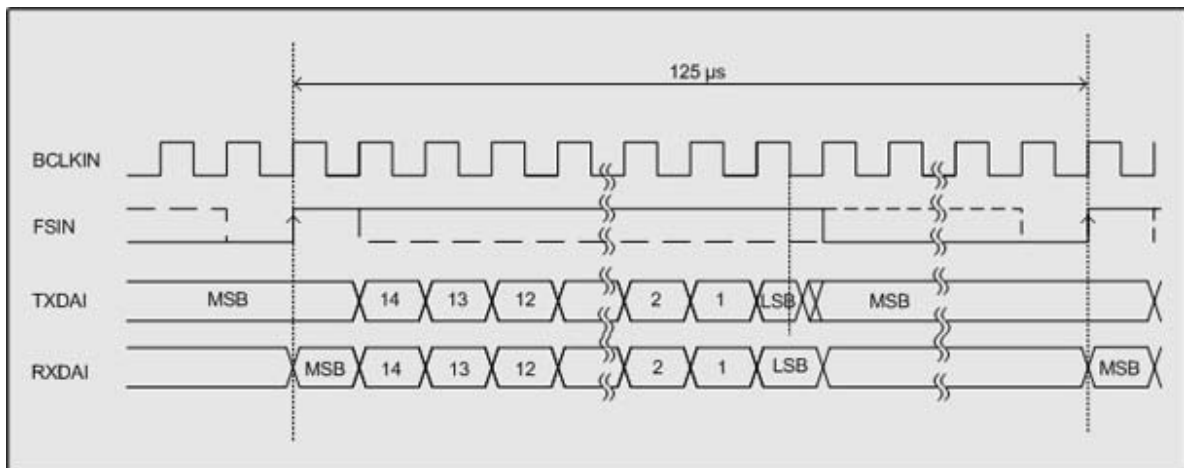 125 µs
BCLKIN
FSIN
TXDAI MSB 14 13 12 2 1 LSB MSB
RXDAI MSB 14 13 12 2 1 LSB MSB